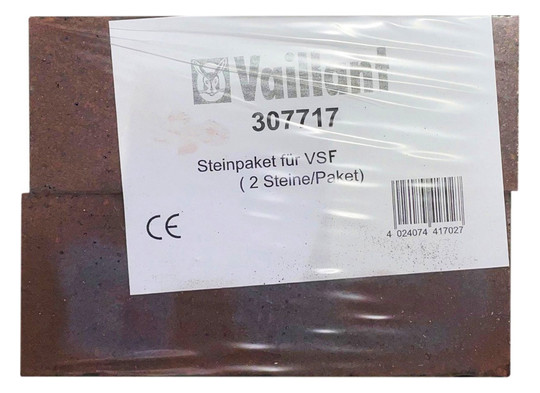 Vaillant
307717
Steinpaket für VSF
( 2 Steine/Paket)
CE
4 024074 417027